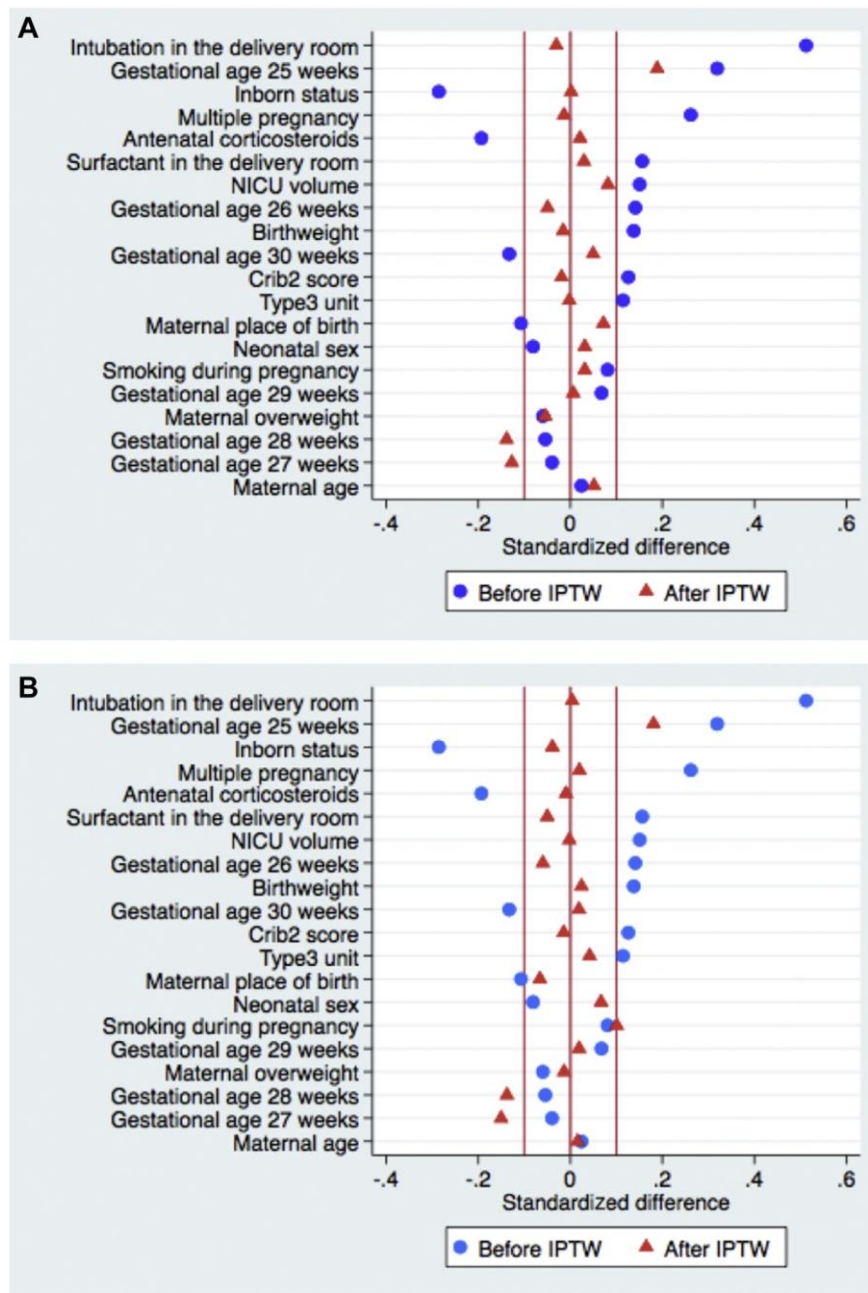 A
Intubation in the delivery room
Gestational age 25 weeks
Inborn status
Multiple pregnancy
Antenatal corticosteroids
Surfactant in the delivery room
NICU volume
Gestational age 26 weeks
Birthweight
Gestational age 30 weeks
Crib2 score
Type3 unit
Maternal place of birth
Neonatal sex
Smoking during pregnancy
Gestational age 29 weeks
Maternal overweight
Gestational age 28 weeks
Gestational age 27 weeks
Maternal age
-.4 -.2 0 .2 .4 .6
Standardized difference
Before IPTW After IPTW
B
Intubation in the delivery room
Gestational age 25 weeks
Inborn status
Multiple pregnancy
Antenatal corticosteroids
Surfactant in the delivery room
NICU volume
Gestational age 26 weeks
Birthweight
Gestational age 30 weeks
Crib2 score
Type3 unit
Maternal place of birth
Neonatal sex
Smoking during pregnancy
Gestational age 29 weeks
Maternal overweight
Gestational age 28 weeks
Gestational age 27 weeks
Maternal age
-.4 -.2 0 .2 .4 .6
Standardized difference
Before IPTW After IPTW